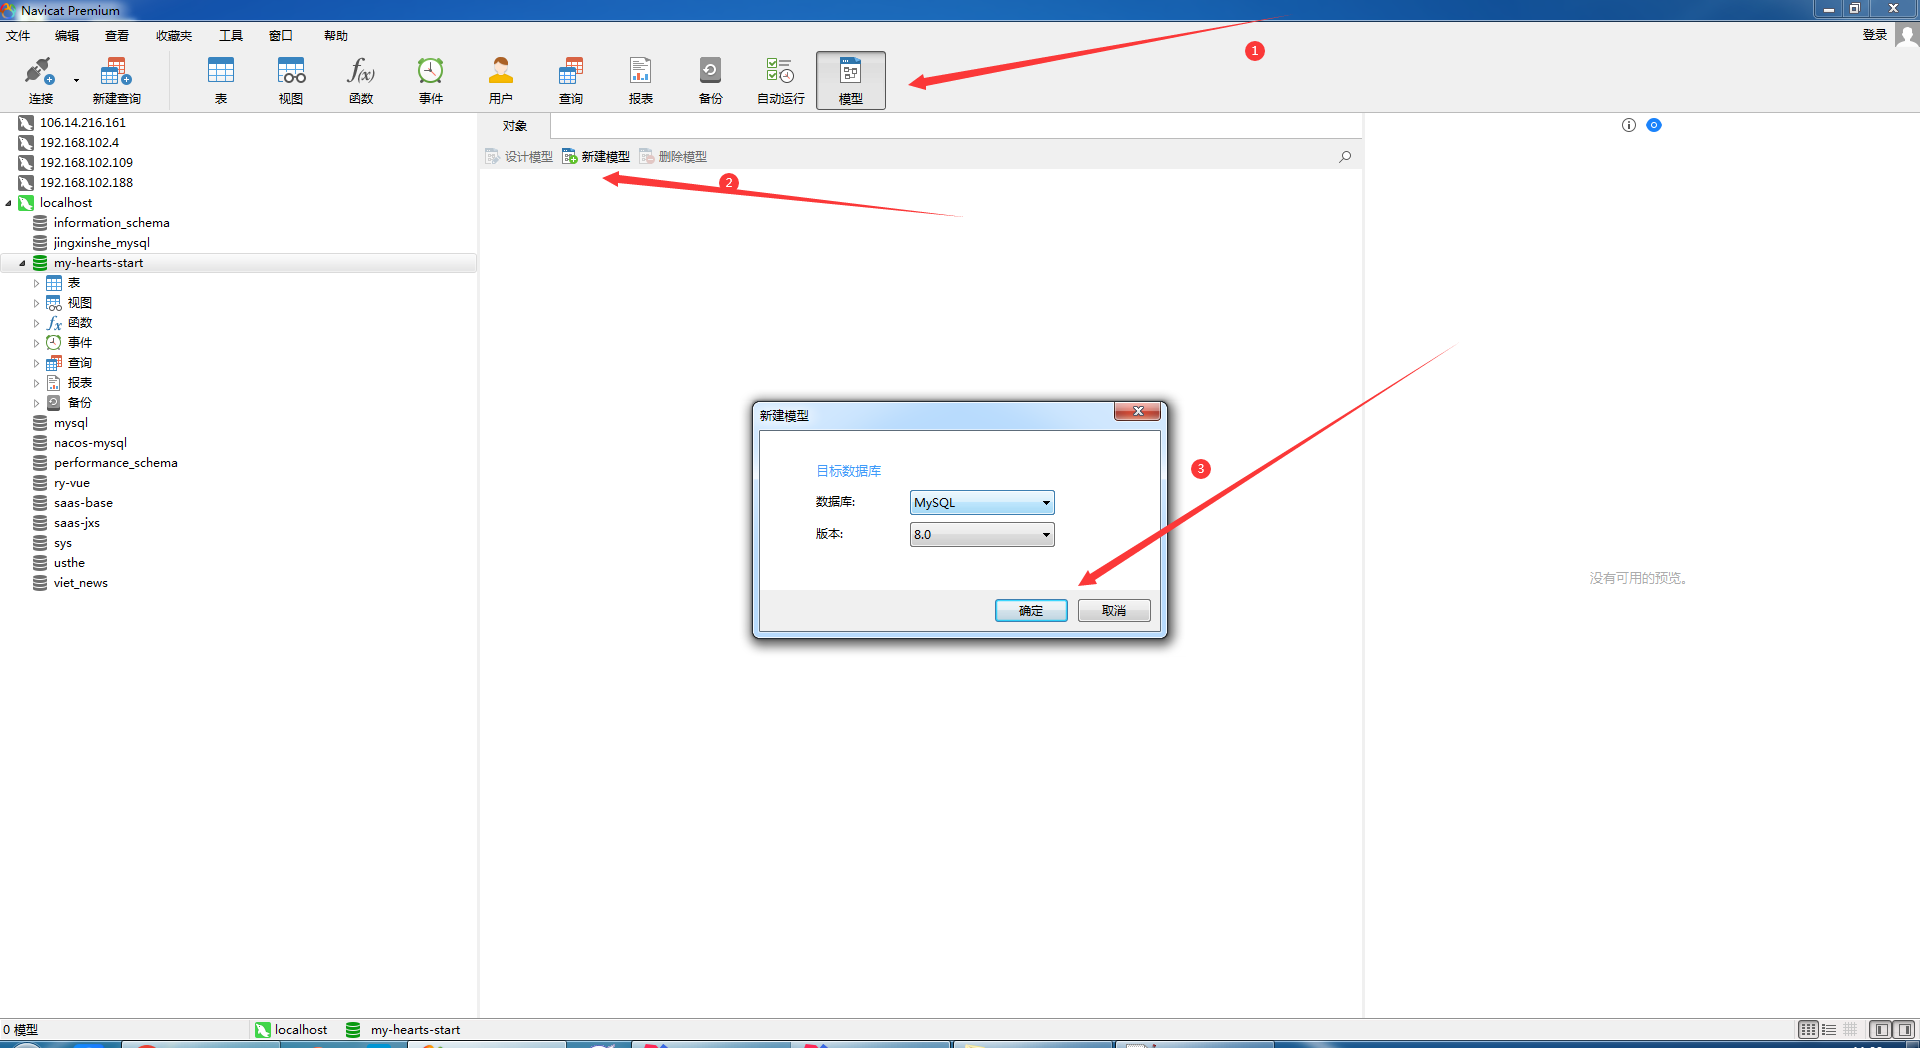 Navicat Premium
文件 编辑 查看 收藏夹 工具 窗口 帮助
登录
连接 新建查询 表 视图 函数 事件 用户 查询 报表 备份 自动运行 模型
1
106.14.216.161
192.168.102.4
192.168.102.109
192.168.102.188
localhost
information_schema
jingxinshe_mysql
my-hearts-start
表
视图
函数
事件
查询
报表
备份
mysql
nacos-mysql
performance_schema
ry-vue
saas-base
saas-jxs
sys
usthe
viet_news
对象
设计模型 新建模型 删除模型
2
新建模型
目标数据库
数据库: MySQL
版本: 8.0
确定 取消
3
没有可用的预览。
0 模型 localhost my-hearts-start